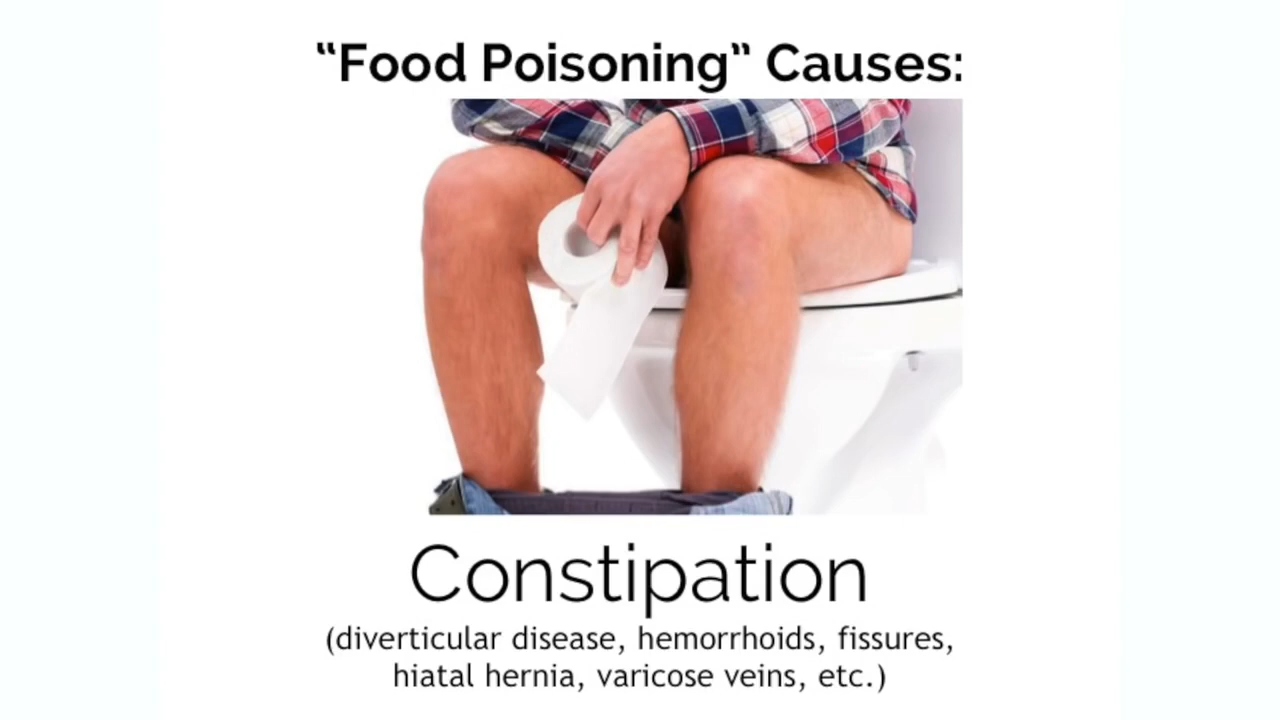 “Food Poisoning” Causes:
Constipation
(diverticular disease, hemorrhoids, fissures,
hiatal hernia, varicose veins, etc.)